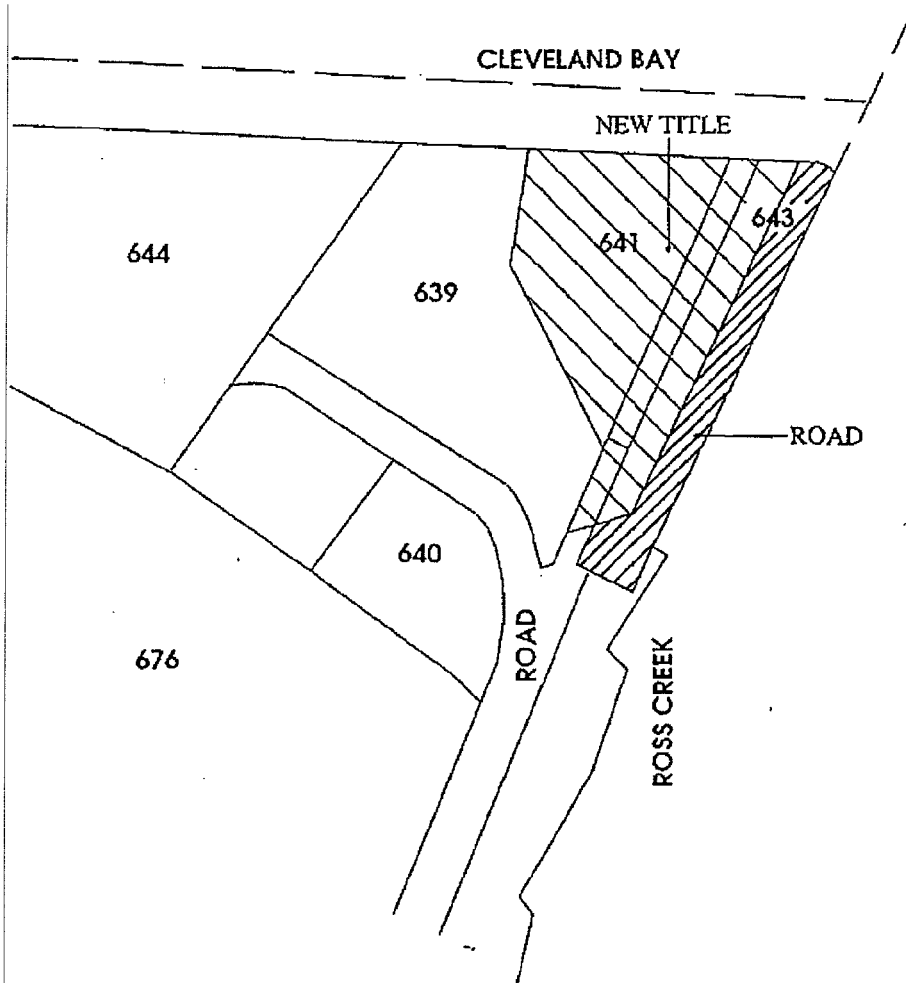 CLEVELAND BAY
NEW TITLE
643
641
644
639
ROAD
640
ROAD
676
ROSS CREEK